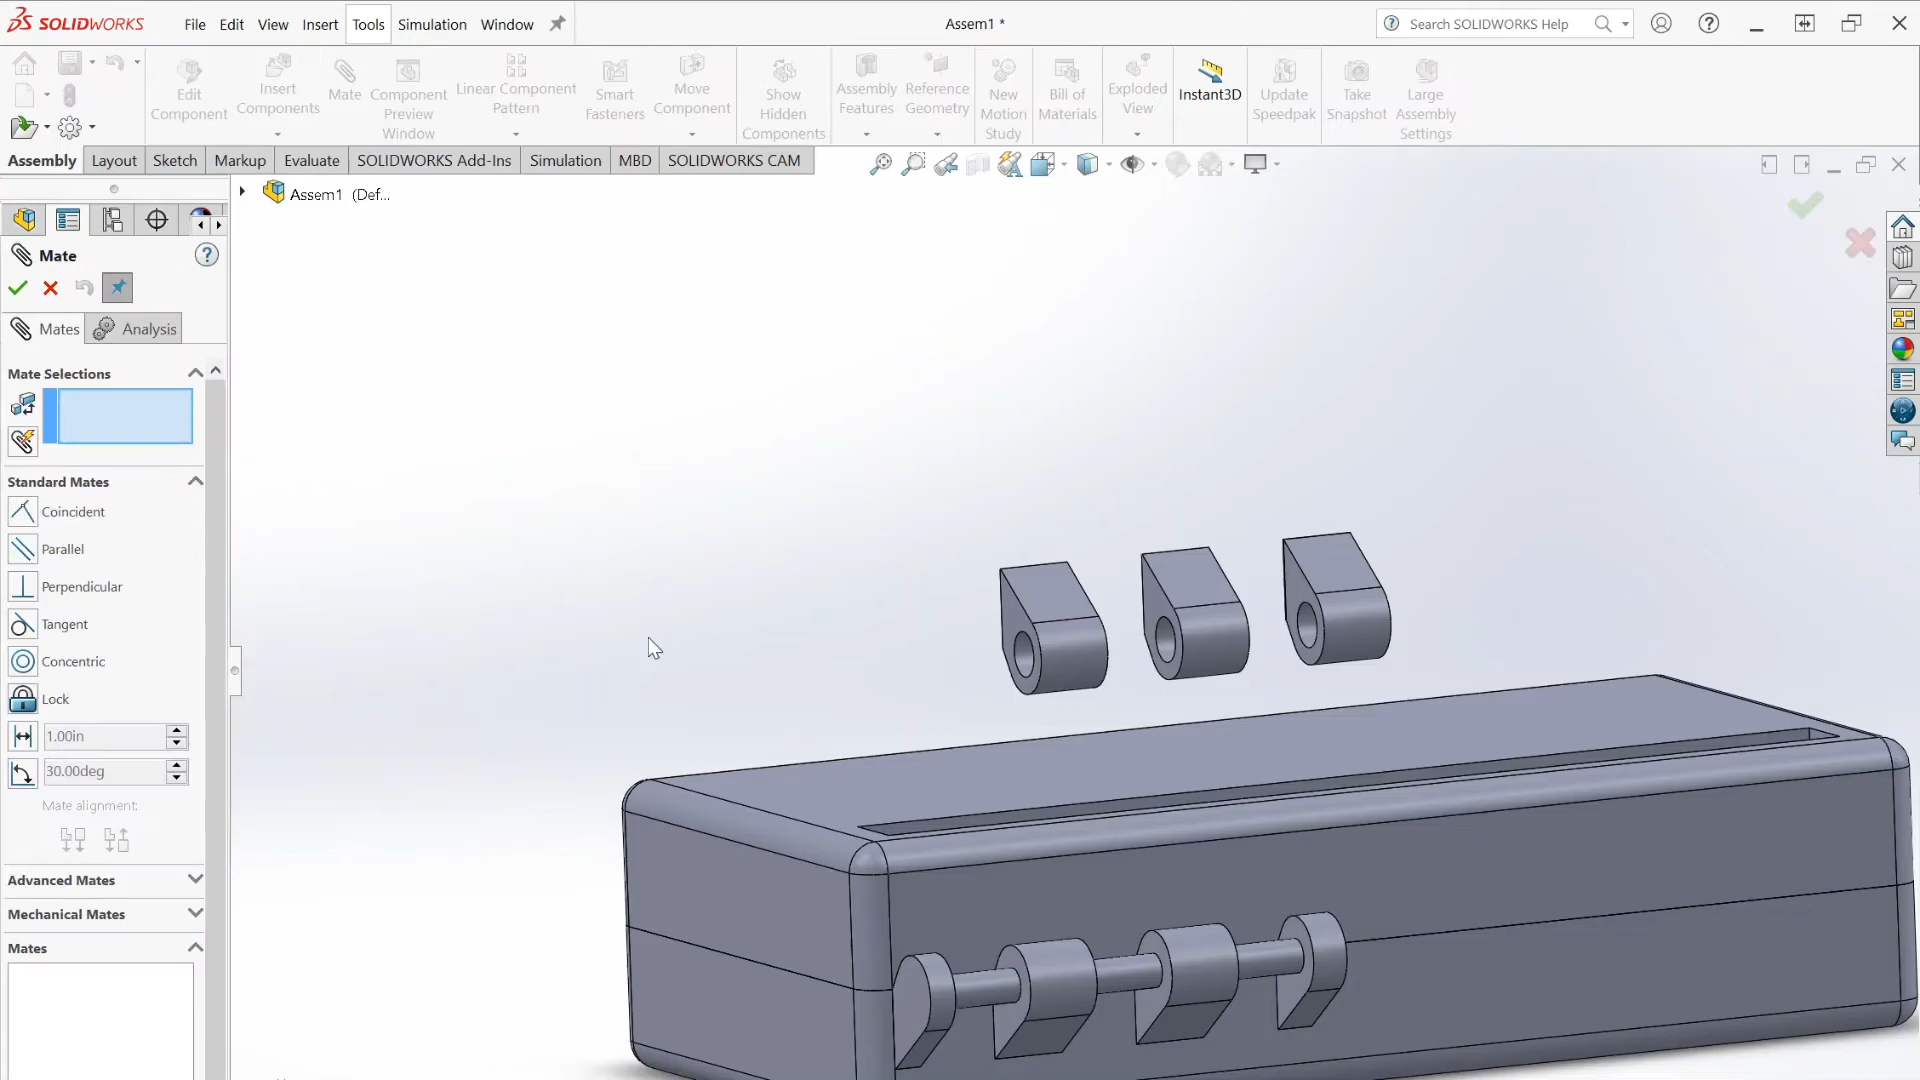 SOLIDWORKS File Edit View Insert Tools Simulation Window Assem1 * Search SOLIDWORKS Help
Edit Component
Insert Components
Mate
Component Preview Window
Linear Component Pattern
Smart Fasteners
Move Component
Show Hidden Components
Assembly Features
Reference Geometry
New Motion Study
Bill of Materials
Exploded View
Instant3D
Update Speedpak
Take Snapshot
Large Assembly Settings
Assembly Layout Sketch Markup Evaluate SOLIDWORKS Add-Ins Simulation MBD SOLIDWORKS CAM
Assem1 (Def...
Mate
Mates Analysis
Mate Selections
Standard Mates
Coincident
Parallel
Perpendicular
Tangent
Concentric
Lock
1.00in
30.00deg
Mate alignment:
Advanced Mates
Mechanical Mates
Mates